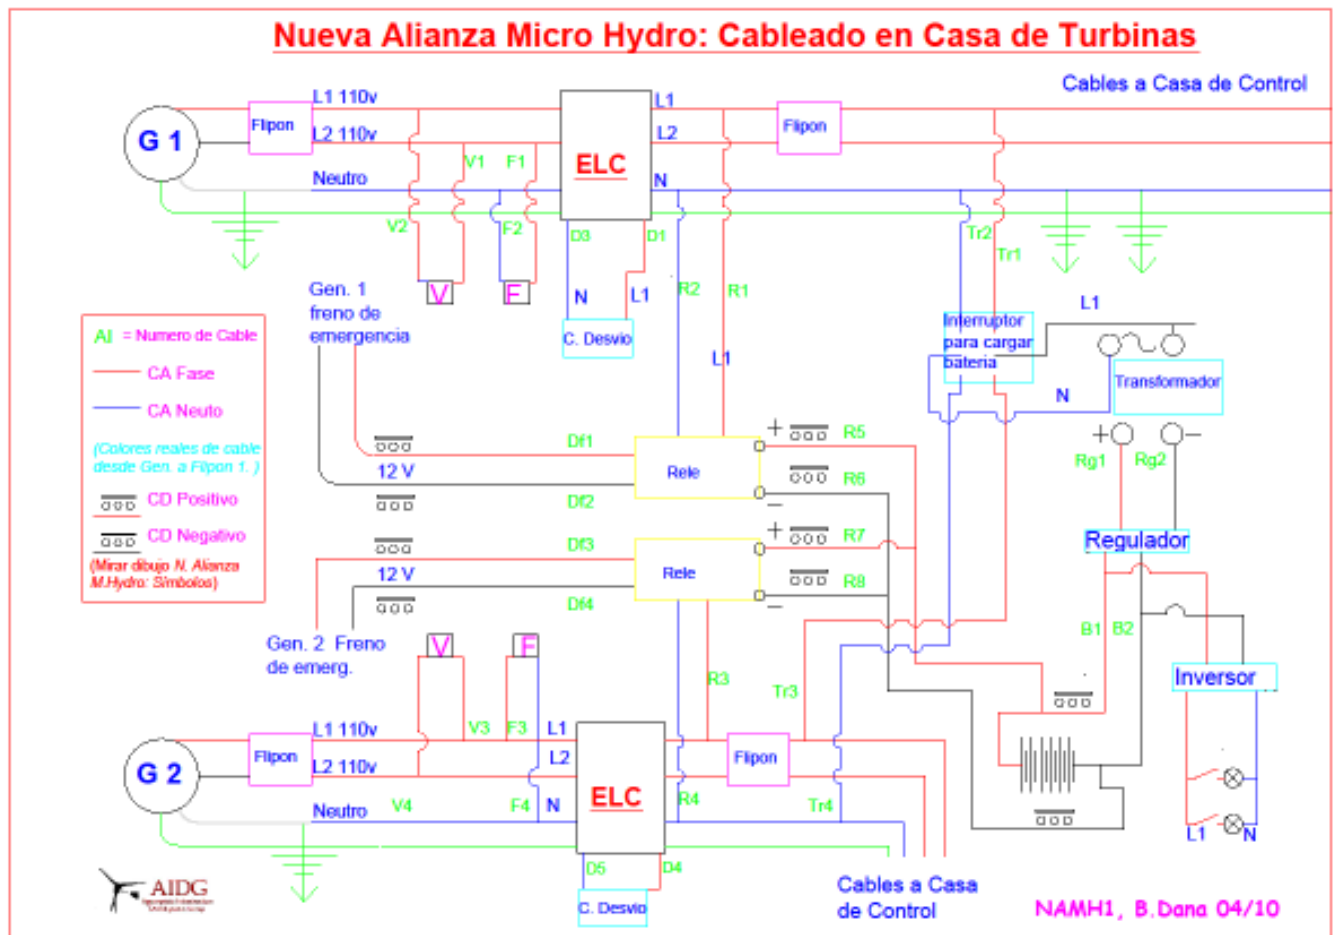 Nueva Alianza Micro Hydro: Cableado en Casa de Turbinas
Cables a Casa de Control
G 1
Flipon
L1 110v
L2 110v
Neutro
ELC
L1
L2
N
Flipon
V1
F1
V2
F2
D3
D1
R2
R1
Tr2
Tr1
V
F
N
L1
C. Desvio
L1
Gen. 1
freno de
emergencia
AI = Numero de Cable
CA Fase
CA Neuto
(Colores reales de cable
desde Gen. a Flipon 1. )
CD Positivo
CD Negativo
(Mirar dibujo N. Alianza
M.Hydro: Simbolos)
Interruptor
para cargar
bateria
L1
N
Transformador
+
−
Rg1
Rg2
Regulador
Df1
12 V
Df2
Rele
+
R5
R6
−
Df3
12 V
Df4
Rele
+
R7
R8
−
B1
B2
Inversor
L1
N
Gen. 2 Freno
de emerg.
V
F
R3
Tr3
G 2
Flipon
L1 110v
L2 110v
Neutro
V3
F3
V4
F4
L1
L2
N
ELC
R4
Flipon
Tr4
D5
D4
C. Desvio
Cables a Casa
de Control
AIDG
NAMH1, B.Dana 04/10